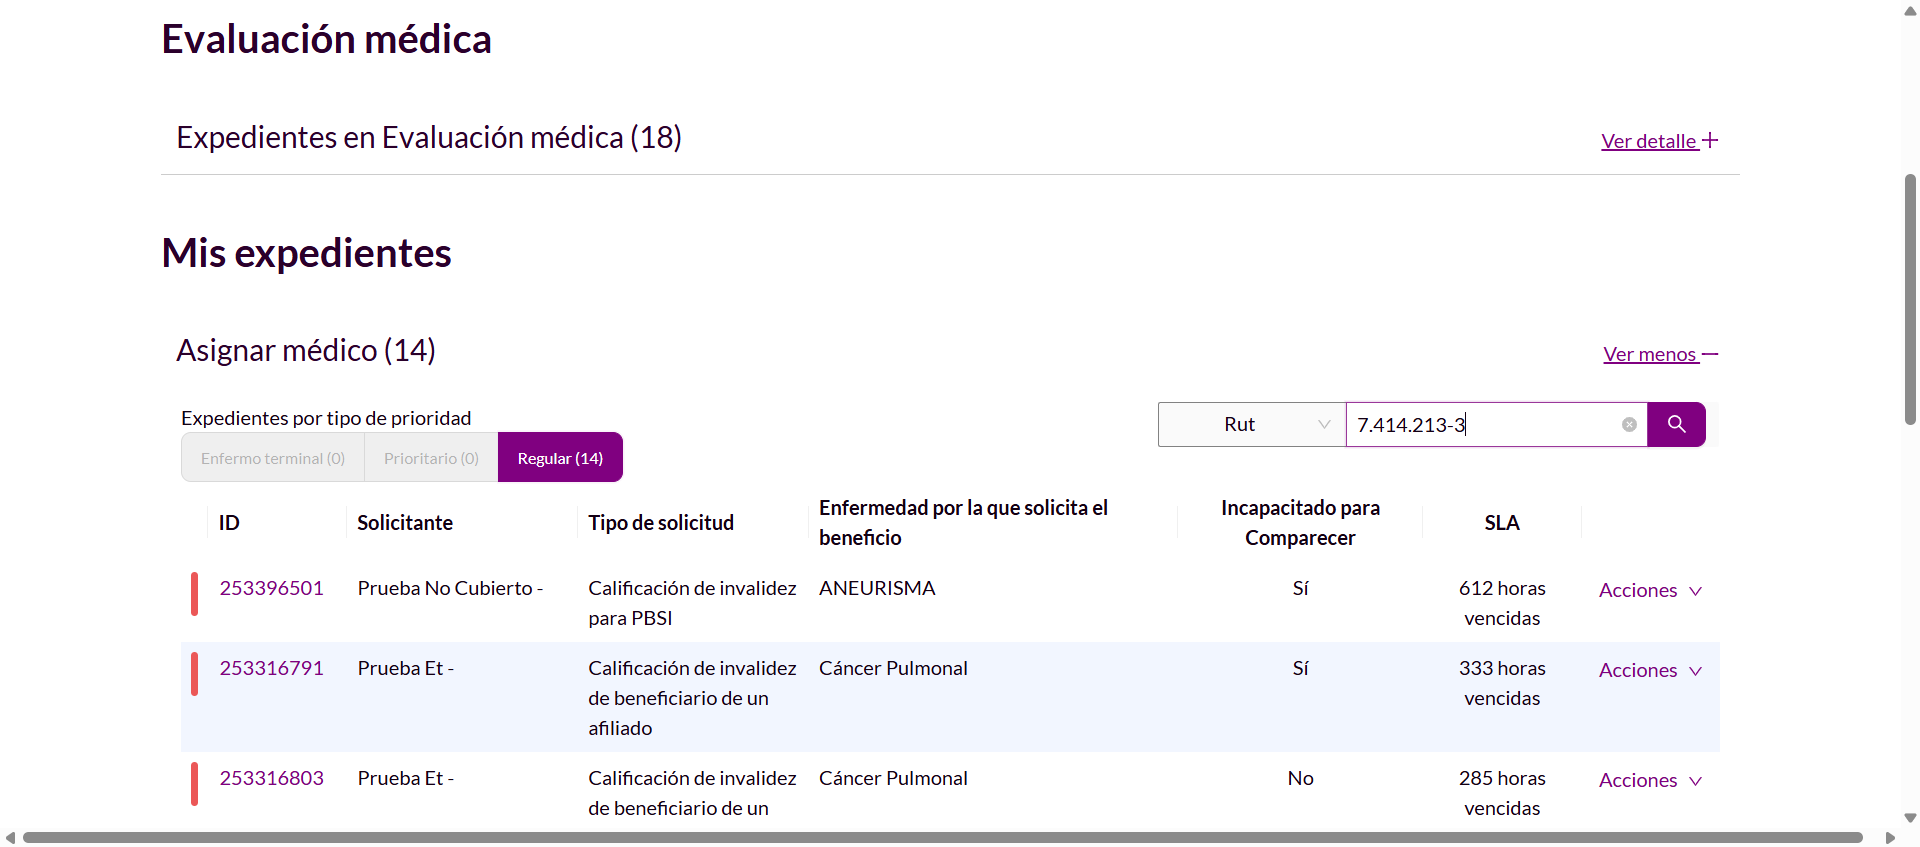 Evaluación médica
Expedientes en Evaluación médica (18)
Ver detalle
Mis expedientes
Asignar médico (14)
Ver menos
Expedientes por tipo de prioridad
Enfermo terminal (0)
Prioritario (0)
Regular (14)
Rut
7.414.213-3
ID
Solicitante
Tipo de solicitud
Enfermedad por la que solicita el
beneficio
Incapacitado para
Comparecer
SLA
253396501
Prueba No Cubierto -
Calificación de invalidez
para PBSI
ANEURISMA
Sí
612 horas
vencidas
Acciones
253316791
Prueba Et -
Calificación de invalidez
de beneficiario de un
afiliado
Cáncer Pulmonal
Sí
333 horas
vencidas
Acciones
253316803
Prueba Et -
Calificación de invalidez
de beneficiario de un
Cáncer Pulmonal
No
285 horas
vencidas
Acciones